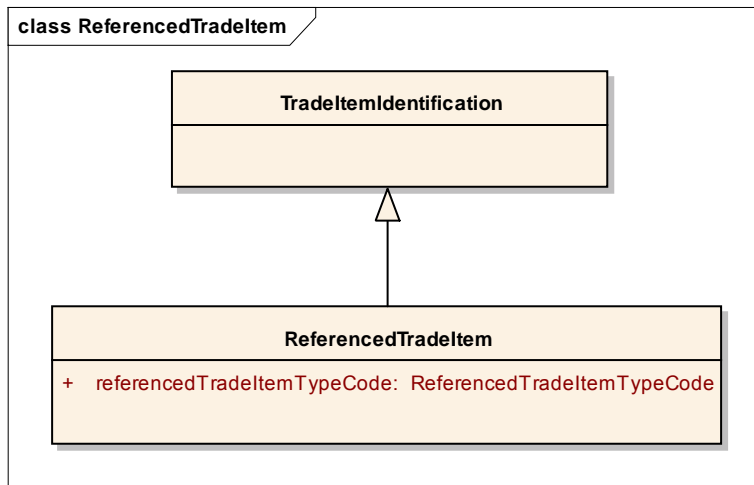 class ReferencedTradeItem
TradeItemIdentification
ReferencedTradeItem
+ referencedTradeItemTypeCode: ReferencedTradeItemTypeCode